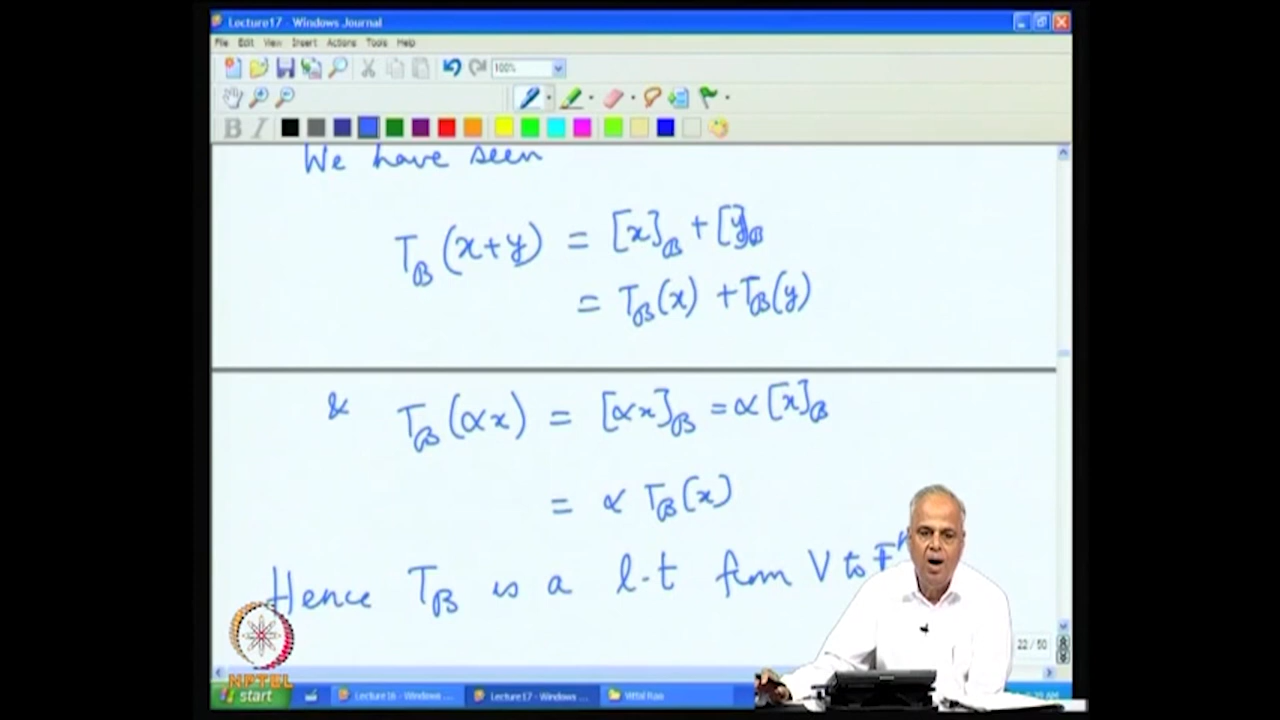 Lecture17 - Windows Journal
File Edit View Insert Actions Tools Help
100%
B I
We have seen
T_B(x+y) = [x]_B + [y]_B
= T_B(x) + T_B(y)
& T_B(αx) = [αx]_B = α[x]_B
= α T_B(x)
Hence T_B is a l.t from V to F^n
22 / 50
NPTEL
start Lecture16 - Windows ... Lecture17 - Windows ... Vittal Rao